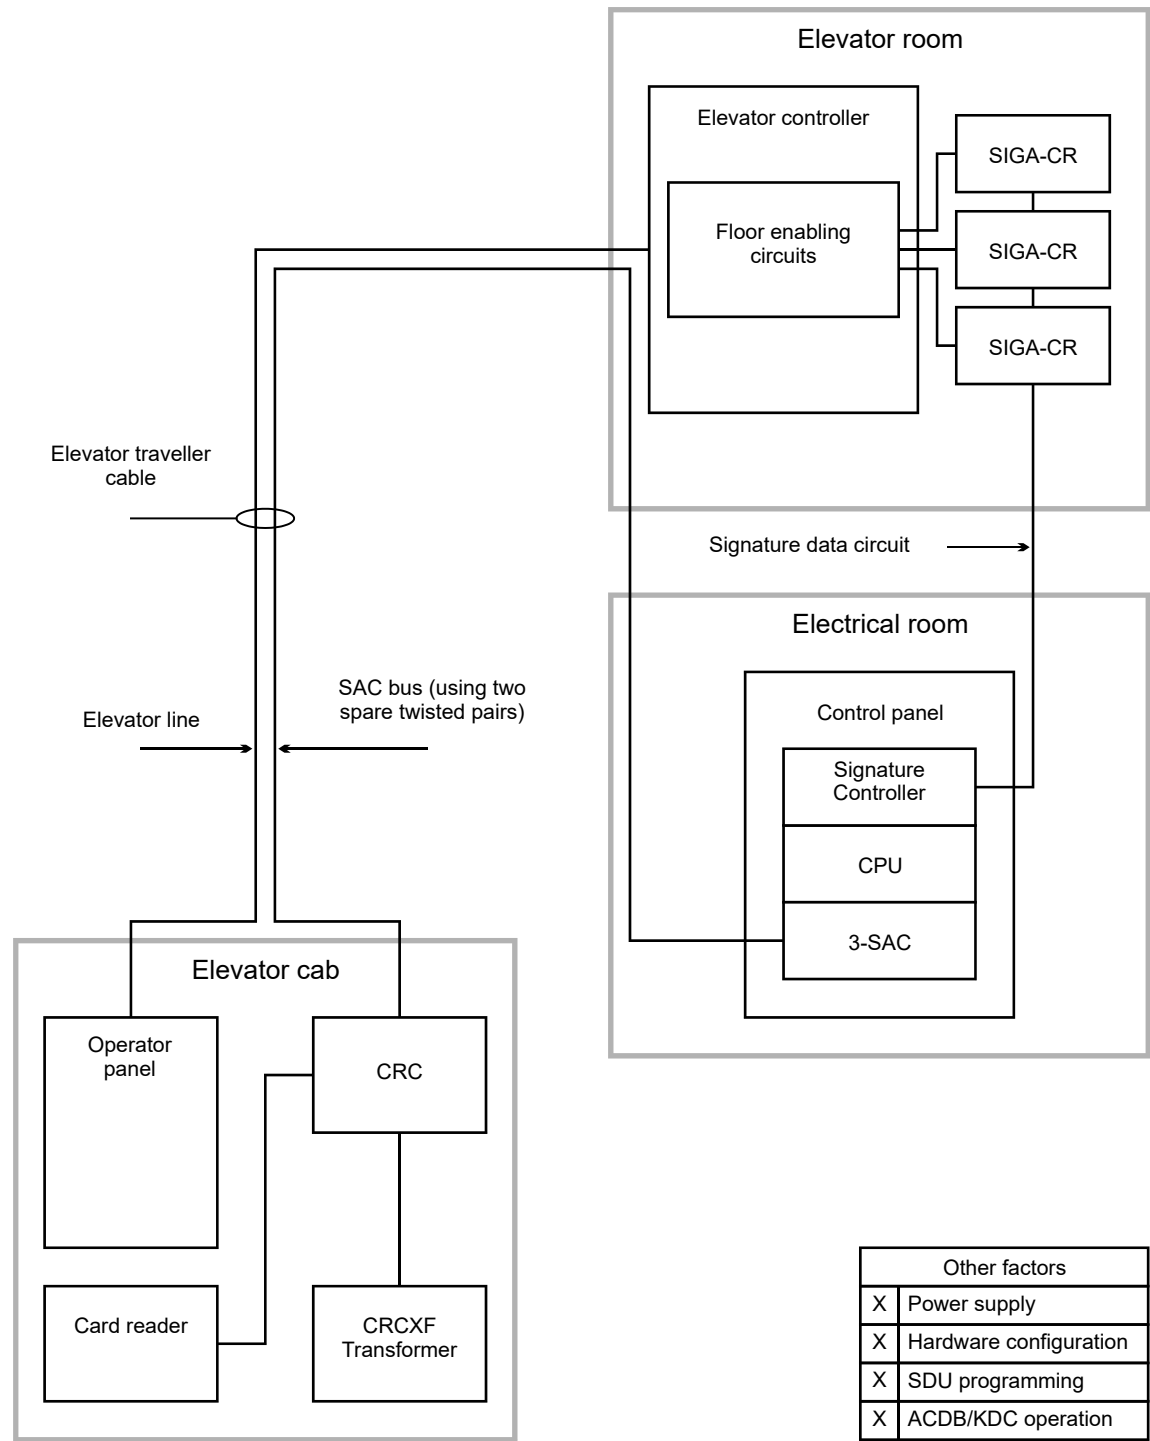 Elevator room
Elevator controller
SIGA-CR
Floor enabling
circuits
SIGA-CR
SIGA-CR
Elevator traveller
cable
Signature data circuit
Electrical room
SAC bus (using two
spare twisted pairs)
Elevator line
Control panel
Signature
Controller
CPU
3-SAC
Elevator cab
Operator
panel
CRC
Card reader
CRCXF
Transformer
Other factors
X Power supply
X Hardware configuration
X SDU programming
X ACDB/KDC operation